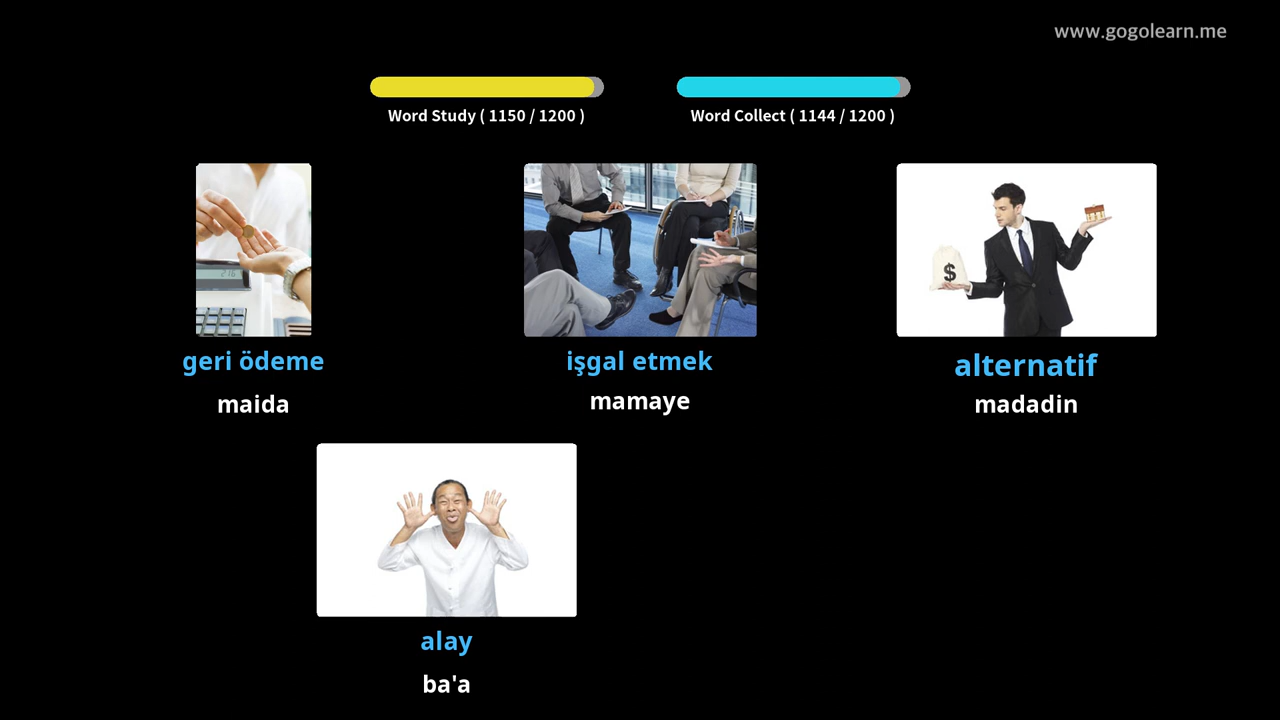 www.gogolearn.me
Word Study ( 1150 / 1200 )
Word Collect ( 1144 / 1200 )
geri ödeme
maida
işgal etmek
mamaye
alternatif
madadin
alay
ba'a
216
$